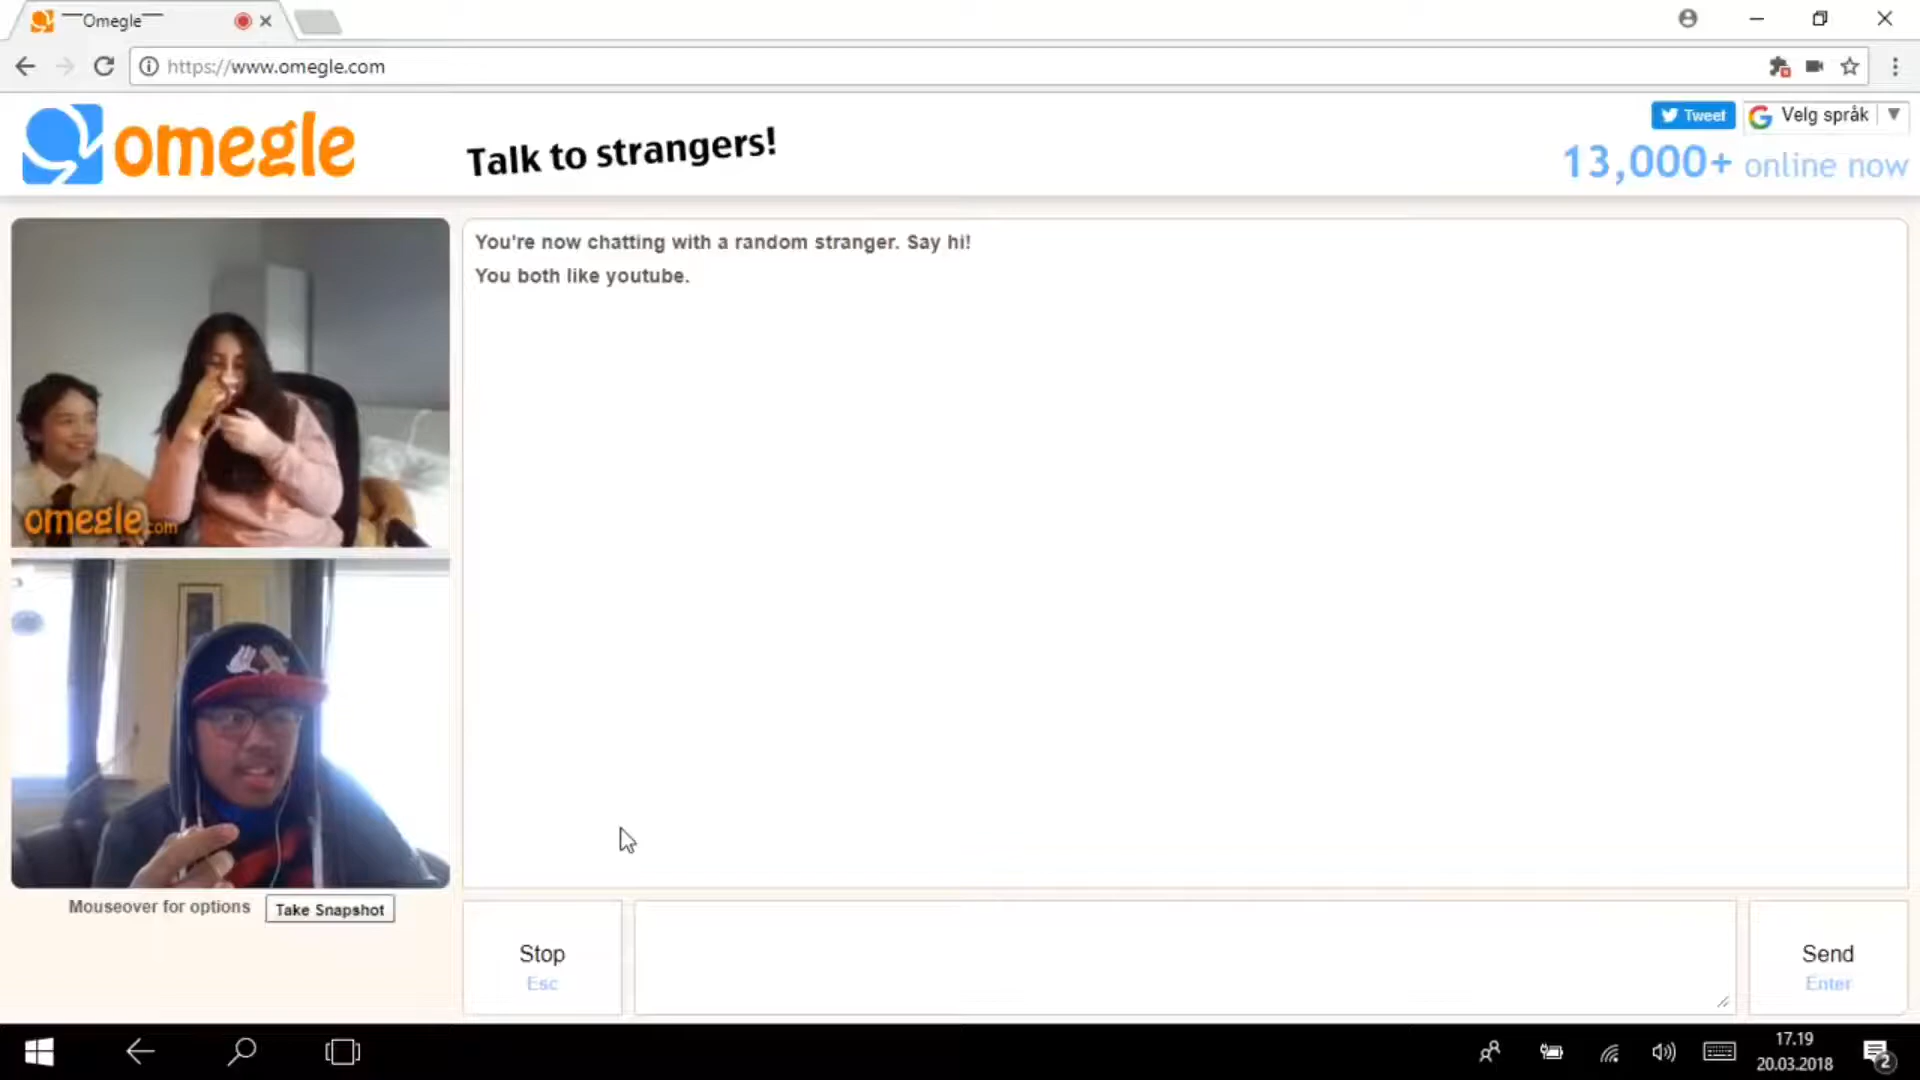 Omegle
https://www.omegle.com
omegle
Talk to strangers!
Tweet
Velg språk
13,000+ online now
You're now chatting with a random stranger. Say hi!
You both like youtube.
omegle.com
Mouseover for options
Take Snapshot
Stop
Esc
Send
Enter
17.19
20.03.2018
2